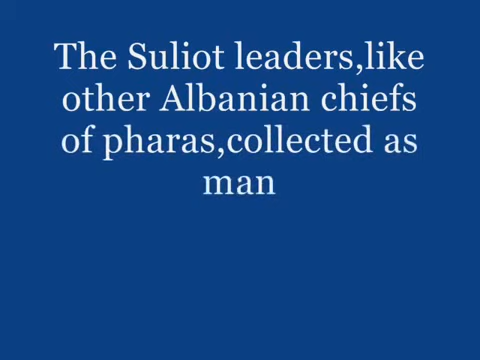 The Suliot leaders,like
other Albanian chiefs
of pharas,collected as
man